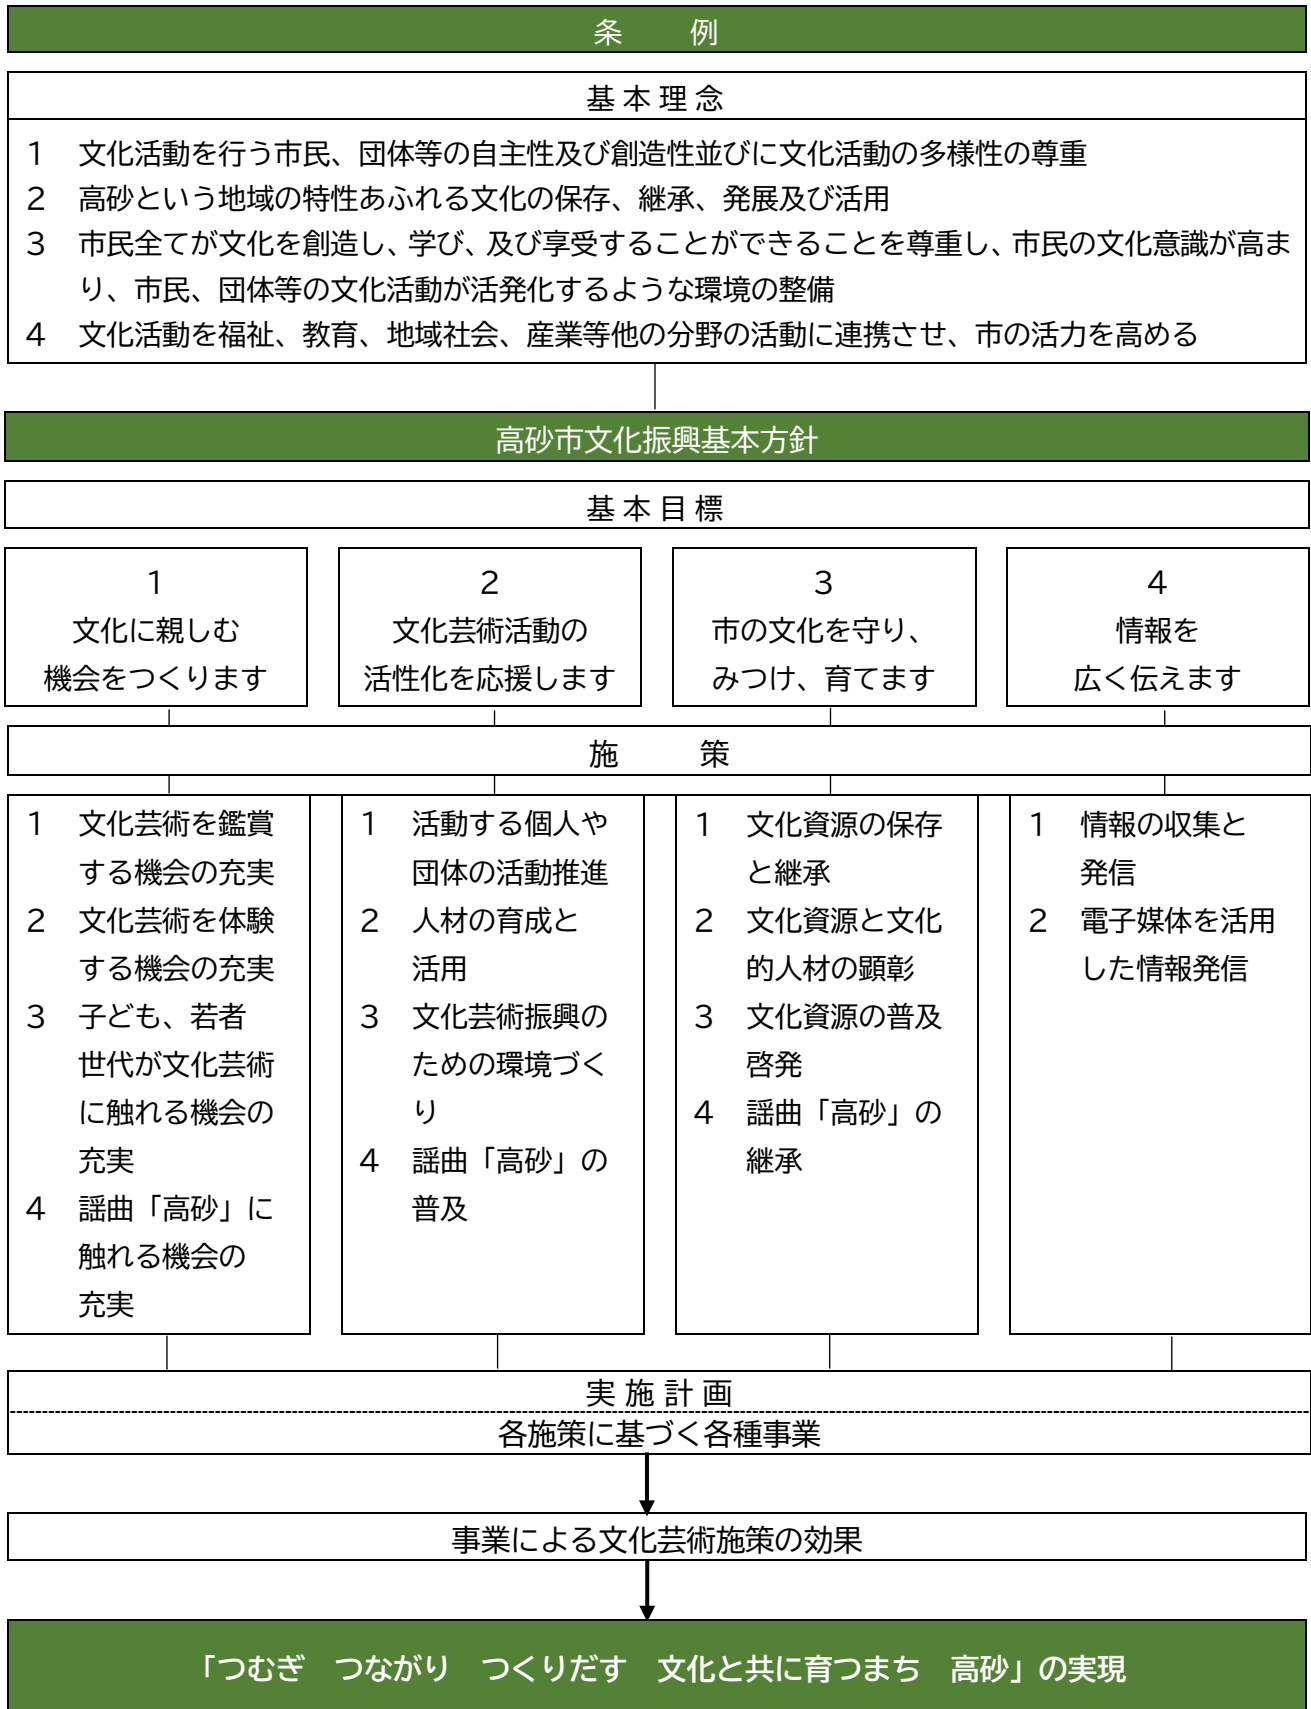 条　例
基本理念
1　文化活動を行う市民、団体等の自主性及び創造性並びに文化活動の多様性の尊重
2　高砂という地域の特性あふれる文化の保存、継承、発展及び活用
3　市民全てが文化を創造し、学び、及び享受することができることを尊重し、市民の文化意識が高ま
り、市民、団体等の文化活動が活発化するような環境の整備
4　文化活動を福祉、教育、地域社会、産業等他の分野の活動に連携させ、市の活力を高める
高砂市文化振興基本方針
基本目標
1
文化に親しむ
機会をつくります
2
文化芸術活動の
活性化を応援します
3
市の文化を守り、
みつけ、育てます
4
情報を
広く伝えます
施　策
1　文化芸術を鑑賞
する機会の充実
2　文化芸術を体験
する機会の充実
3　子ども、若者
世代が文化芸術
に触れる機会の
充実
4　謡曲「高砂」に
触れる機会の
充実
1　活動する個人や
団体の活動推進
2　人材の育成と
活用
3　文化芸術振興の
ための環境づく
り
4　謡曲「高砂」の
普及
1　文化資源の保存
と継承
2　文化資源と文化
的人材の顕彰
3　文化資源の普及
啓発
4　謡曲「高砂」の
継承
1　情報の収集と
発信
2　電子媒体を活用
した情報発信
実施計画
各施策に基づく各種事業
事業による文化芸術施策の効果
「つむぎ　つながり　つくりだす　文化と共に育つまち　高砂」の実現